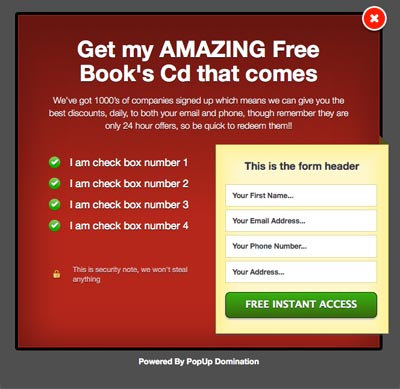 Get my AMAZING Free
Book's Cd that comes
We've got 1000's of companies signed up which means we can give you the
best discounts, daily, to both your email and phone, though remember they are
only 24 hour offers, so be quick to redeem them!!
I am check box number 1
I am check box number 2
I am check box number 3
I am check box number 4
This is security note, we won't steal
anything
This is the form header
Your First Name...
Your Email Address...
Your Phone Number...
Your Address...
FREE INSTANT ACCESS
Powered By PopUp Domination